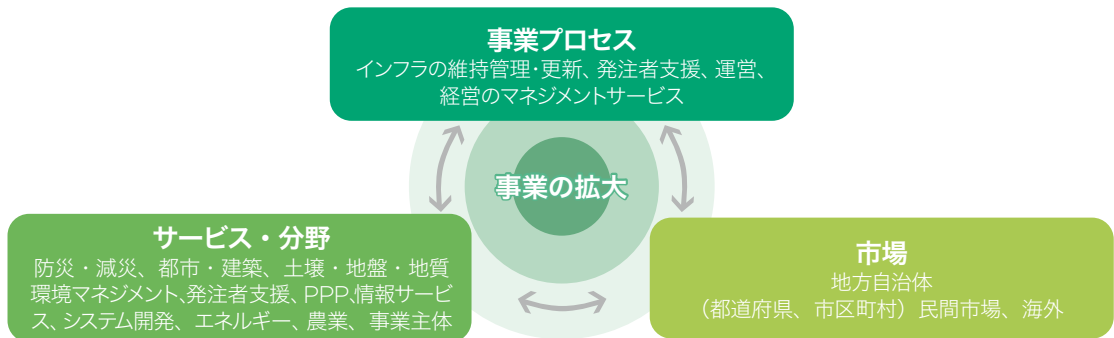 事業プロセス
インフラの維持管理・更新、発注者支援、運営、
経営のマネジメントサービス
事業の拡大
サービス・分野
防災・減災、都市・建築、土壌・地盤・地質
環境マネジメント、発注者支援、PPP、情報サービ
ス、システム開発、エネルギー、農業、事業主体
市場
地方自治体
（都道府県、市区町村）民間市場、海外